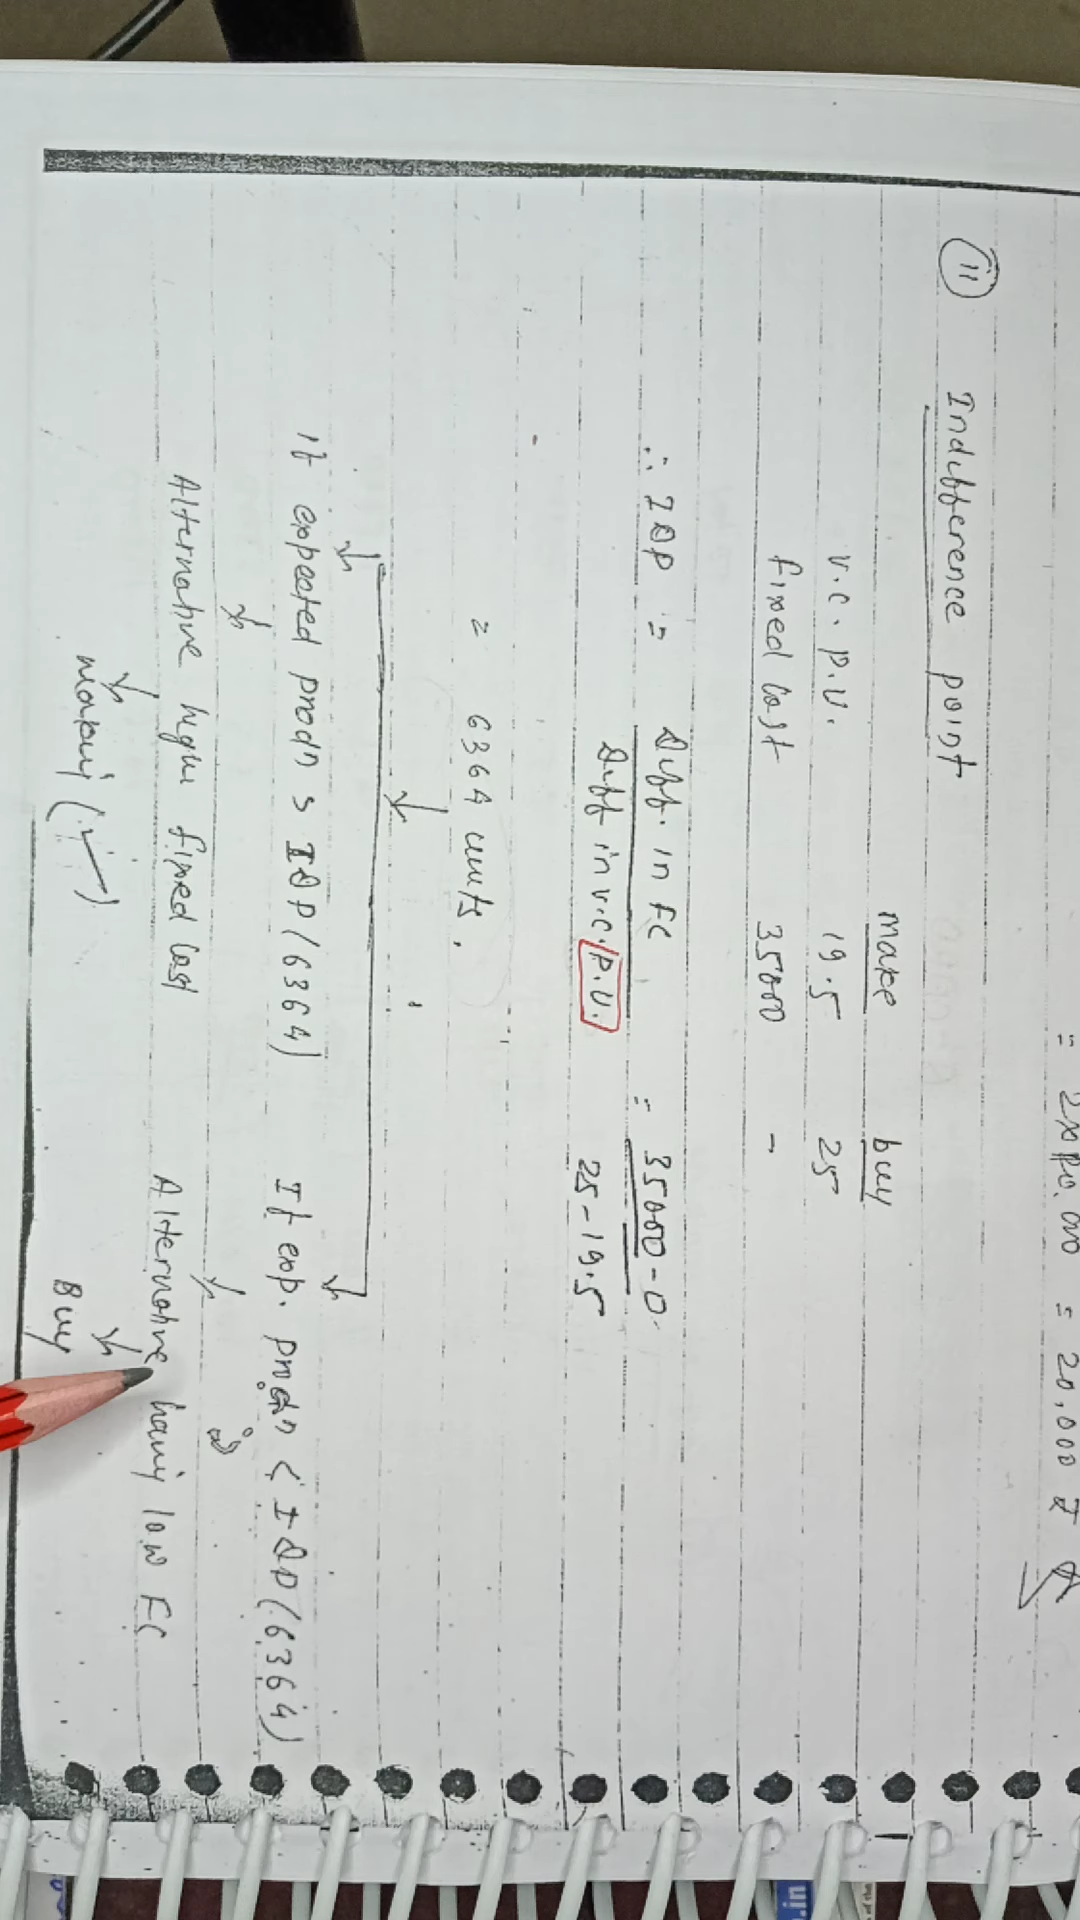 = 20,000 ₹
(ii) Indifference point
make buy
V.C. P.U. 19.5 25
fixed Cost 35000 -
∴ IDP = Diff. in FC = 35000-0
Diff in V.C. P.U. 25-19.5
= 6364 units.
If expected prodn > IDP (6364) If exp. prodn < IDP (6364)
Alternative fixed Cost Alternative having low FC
making (✓) Buy